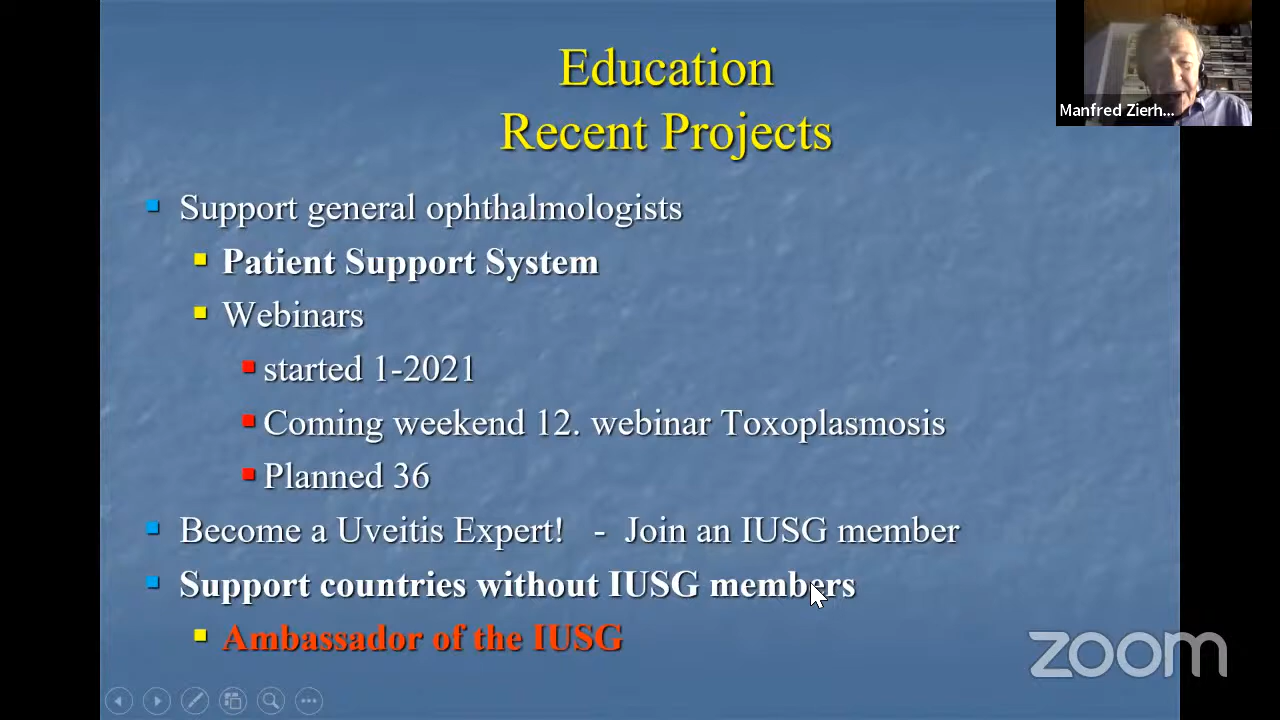 Education
Recent Projects
Manfred Zierh...
Support general ophthalmologists
Patient Support System
Webinars
started 1-2021
Coming weekend 12. webinar Toxoplasmosis
Planned 36
Become a Uveitis Expert! - Join an IUSG member
Support countries without IUSG members
Ambassador of the IUSG
zoom